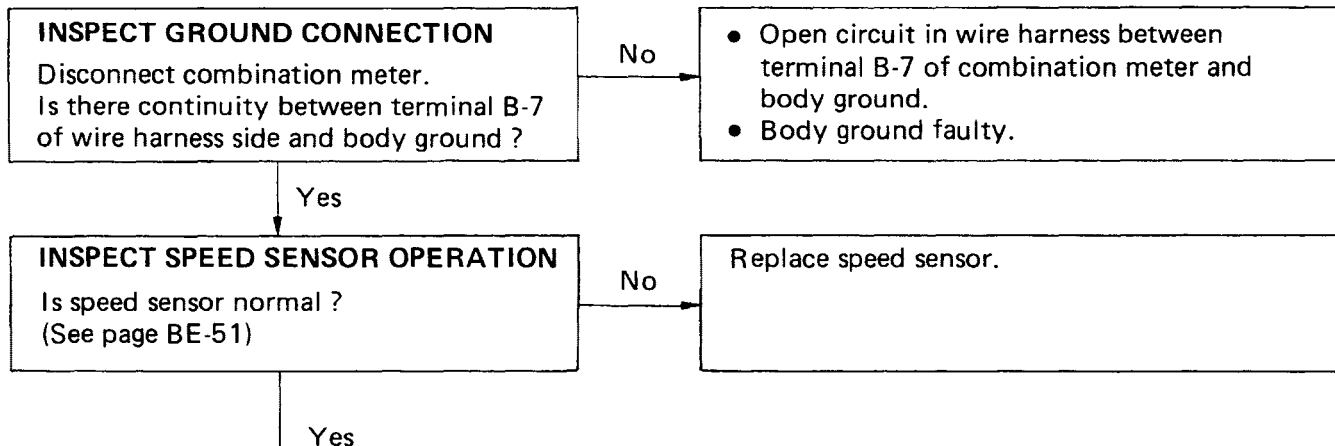 INSPECT GROUND CONNECTION
Disconnect combination meter.
Is there continuity between terminal B-7
of wire harness side and body ground ?
No
● Open circuit in wire harness between
terminal B-7 of combination meter and
body ground.
● Body ground faulty.
Yes
INSPECT SPEED SENSOR OPERATION
Is speed sensor normal ?
(See page BE-51)
No
Replace speed sensor.
Yes